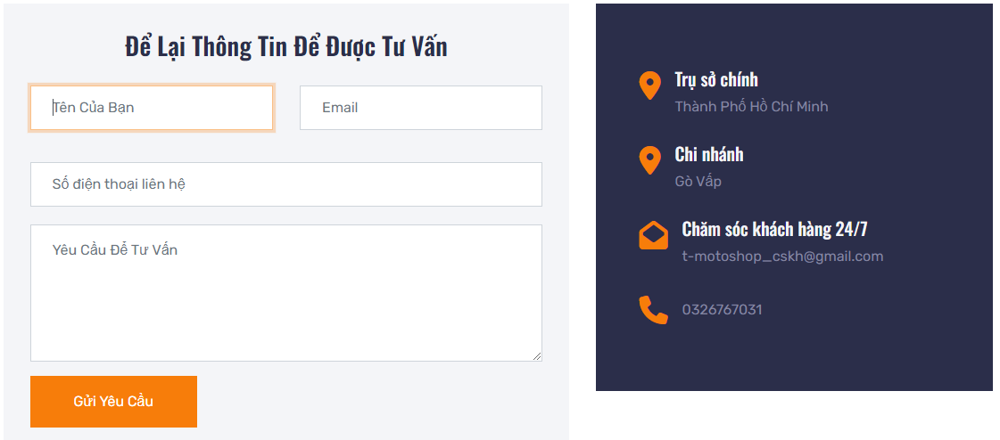 Để Lại Thông Tin Để Được Tư Vấn
Tên Của Bạn
Email
Số điện thoại liên hệ
Yêu Cầu Để Tư Vấn
Gửi Yêu Cầu
Trụ sở chính
Thành Phố Hồ Chí Minh
Chi nhánh
Gò Vấp
Chăm sóc khách hàng 24/7
t-motoshop_cskh@gmail.com
0326767031